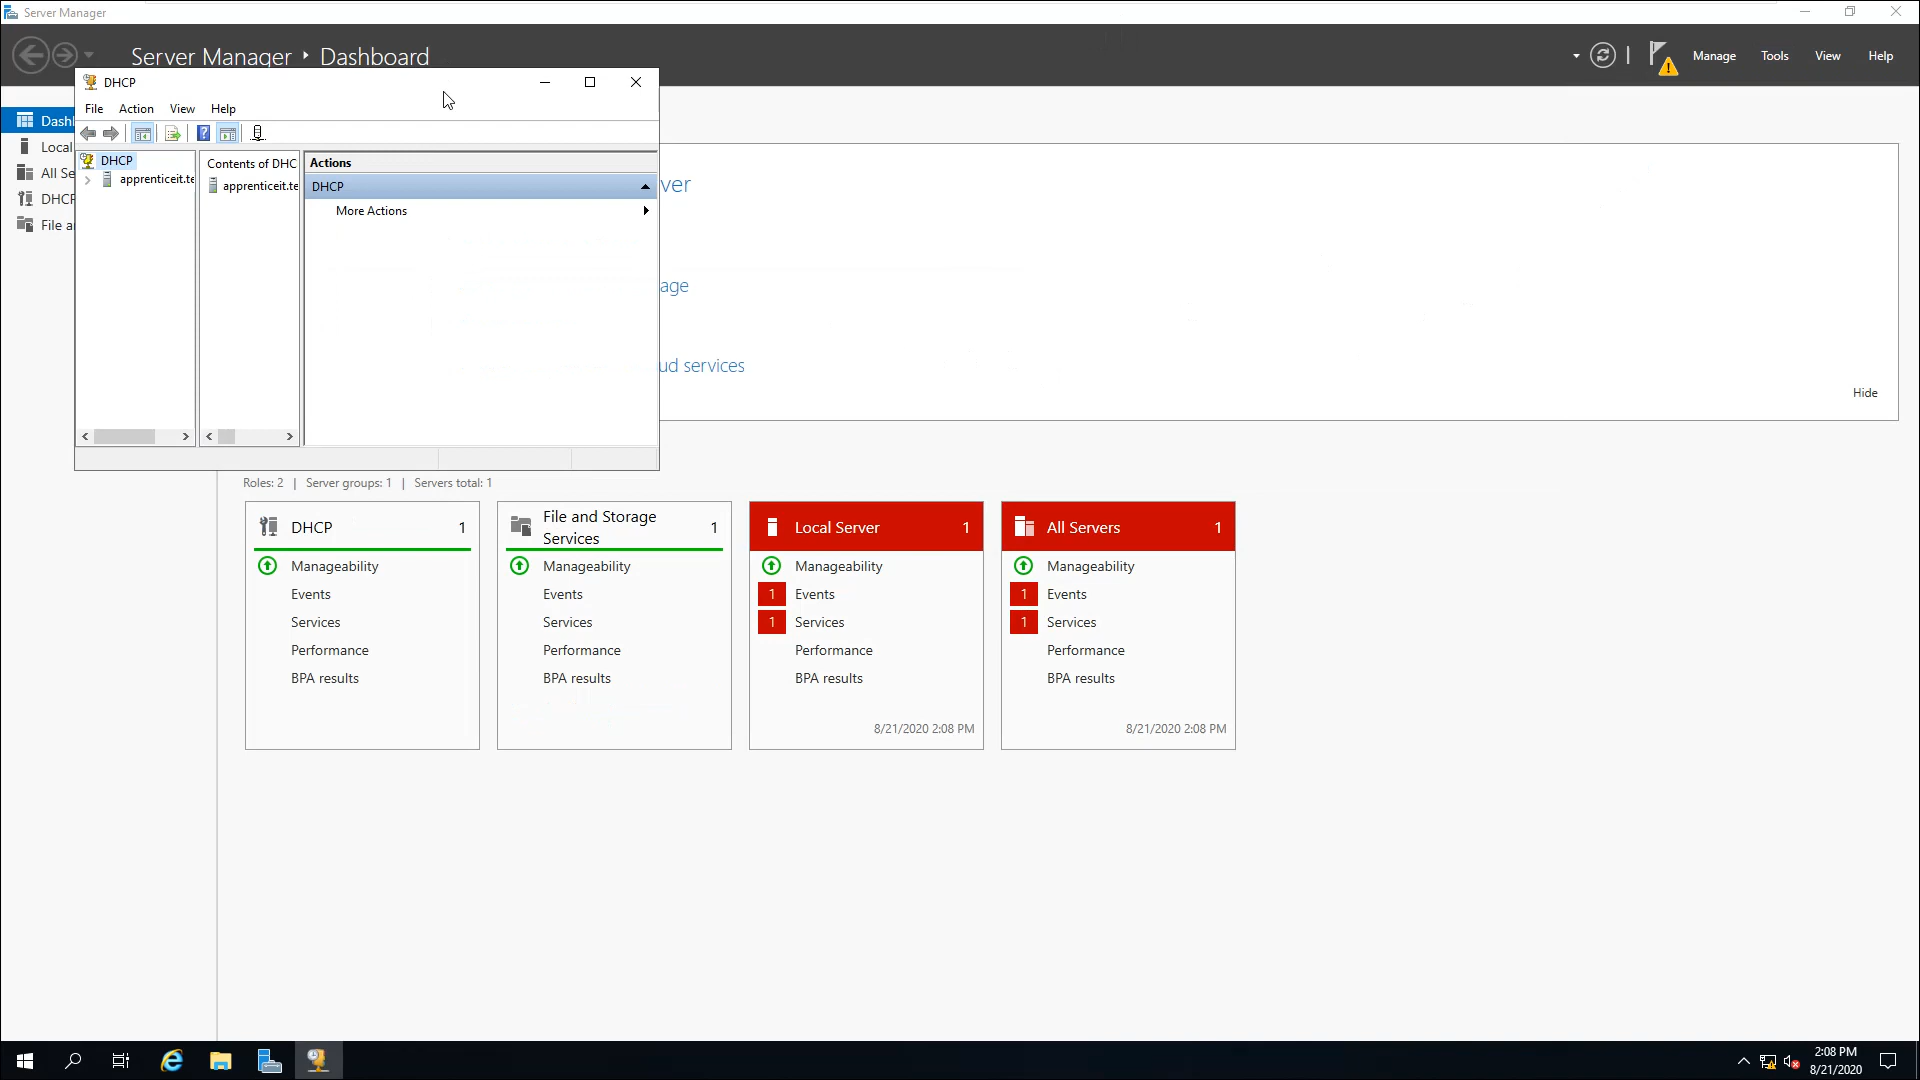 Server Manager
Server Manager
Dashboard
Manage
Tools
View
Help
DHCP
File
Action
View
Help
DHCP
apprenticeit.te
Contents of DHC
apprenticeit.te
Actions
DHCP
More Actions
Dashl
Local
All Se
DHCP
File a
ver
age
ud services
Hide
Roles: 2 | Server groups: 1 | Servers total: 1
DHCP 1
Manageability
Events
Services
Performance
BPA results
File and Storage
Services 1
Manageability
Events
Services
Performance
BPA results
Local Server 1
Manageability
1 Events
1 Services
Performance
BPA results
8/21/2020 2:08 PM
All Servers 1
Manageability
1 Events
1 Services
Performance
BPA results
8/21/2020 2:08 PM
2:08 PM
8/21/2020